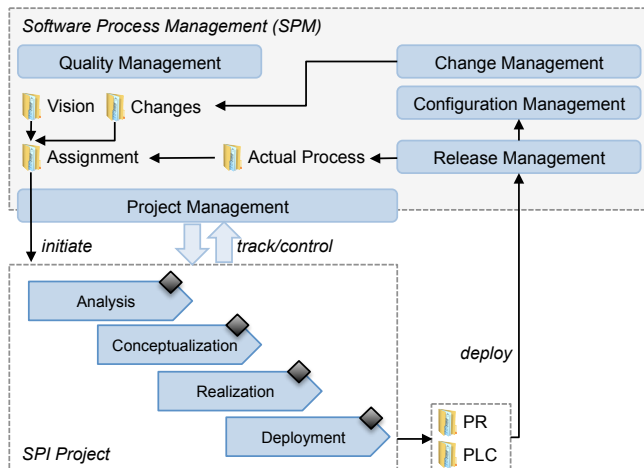 Software Process Management (SPM)
Quality Management
Change Management
Vision
Changes
Configuration Management
Assignment
Actual Process
Release Management
Project Management
initiate
track/control
Analysis
Conceptualization
deploy
Realization
Deployment
PR
PLC
SPI Project